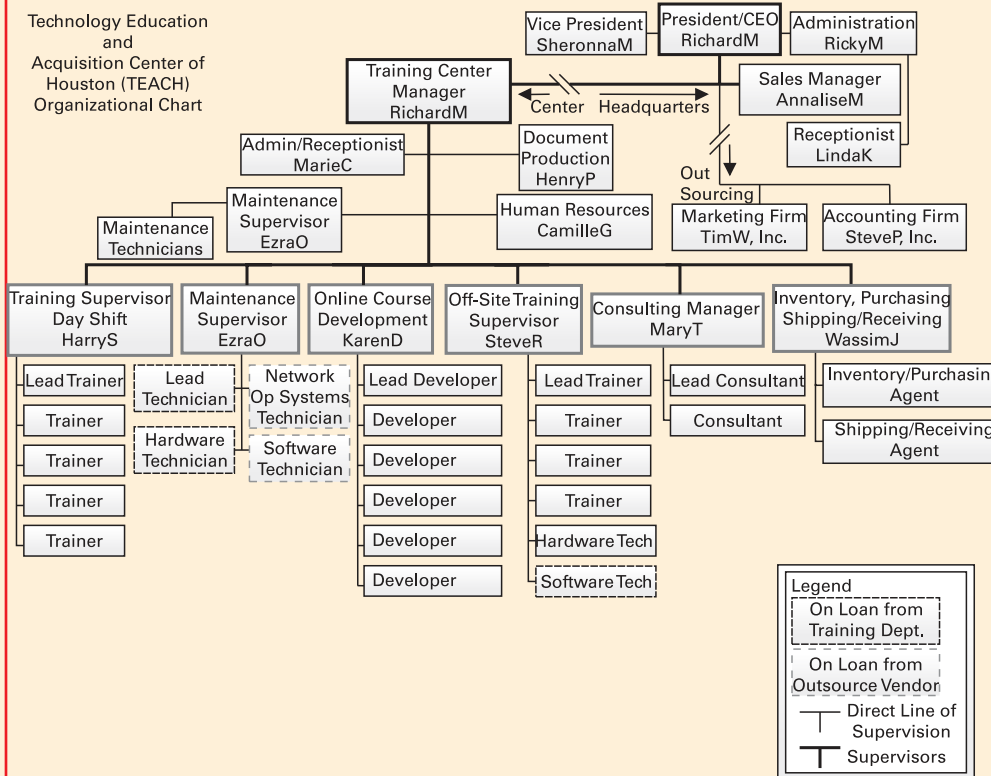 Technology Education
and
Acquisition Center of
Houston (TEACH)
Organizational Chart
Vice President
SheronnaM
President/CEO
RichardM
Administration
RickyM
Training Center
Manager
RichardM
Center
Headquarters
Sales Manager
AnnaliseM
Receptionist
LindaK
Admin/Receptionist
MarieC
Document
Production
HenryP
Out
Sourcing
Maintenance
Technicians
Maintenance
Supervisor
EzraO
Human Resources
CamilleG
Marketing Firm
TimW, Inc.
Accounting Firm
SteveP, Inc.
Training Supervisor
Day Shift
HarryS
Maintenance
Supervisor
EzraO
Online Course
Development
KarenD
Off-Site Training
Supervisor
SteveR
Consulting Manager
MaryT
Inventory, Purchasing
Shipping/Receiving
WassimJ
Lead Trainer
Trainer
Trainer
Trainer
Trainer
Lead
Technician
Network
Op Systems
Technician
Hardware
Technician
Software
Technician
Lead Developer
Developer
Developer
Developer
Developer
Developer
Lead Trainer
Trainer
Trainer
Trainer
Hardware Tech
Software Tech
Lead Consultant
Consultant
Inventory/Purchasin
Agent
Shipping/Receiving
Agent
Legend
On Loan from
Training Dept.
On Loan from
Outsource Vendor
Direct Line of
Supervision
Supervisors